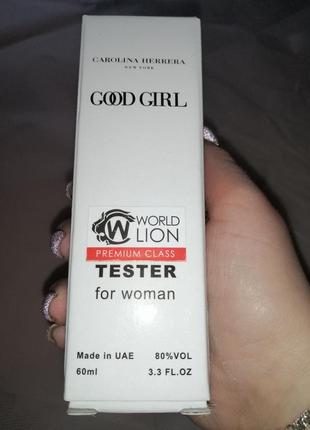 CAROLINA HERRERA
NEW YORK
GOOD GIRL
W WORLD
LION
PREMIUM CLASS
TESTER
for woman
Made in UAE 80%VOL
60ml 3.3 FL.OZ